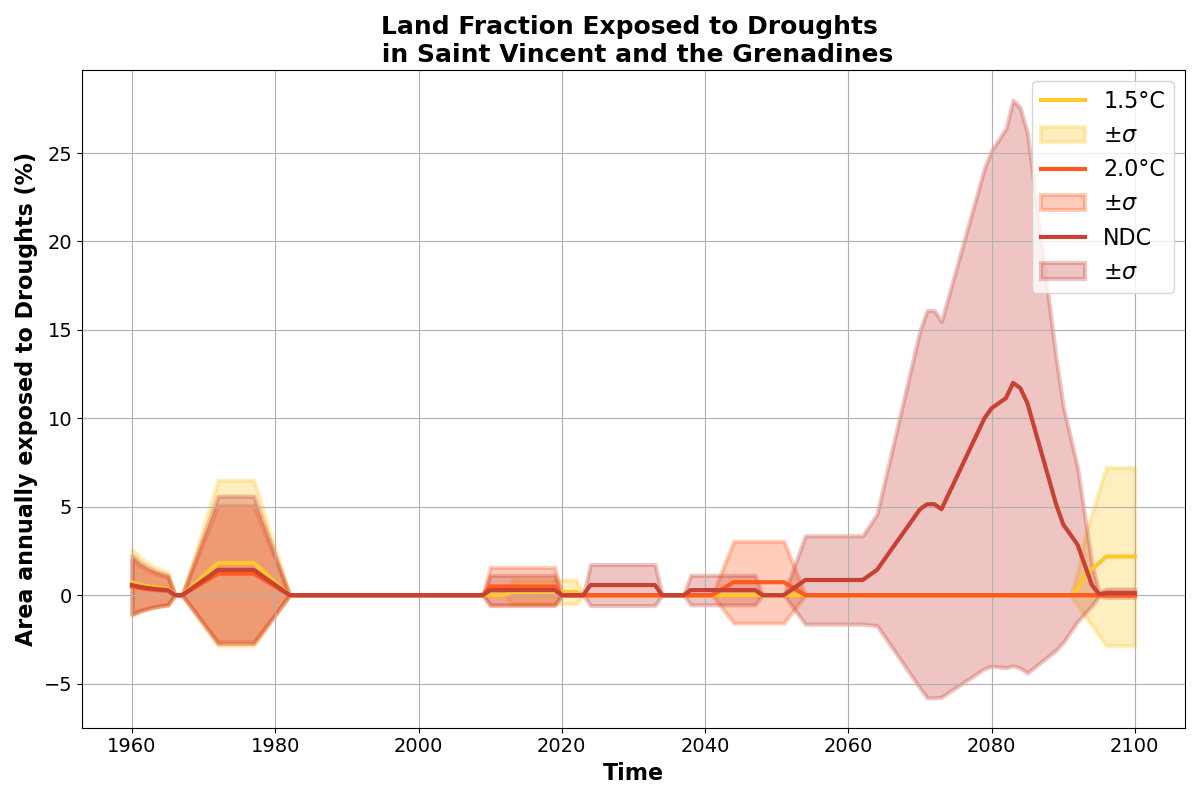 Land Fraction Exposed to Droughts
in Saint Vincent and the Grenadines
Area annually exposed to Droughts (%)
25
20
15
10
5
0
−5
1960
1980
2000
2020
2040
2060
2080
2100
Time
1.5°C
±σ
2.0°C
±σ
NDC
±σ